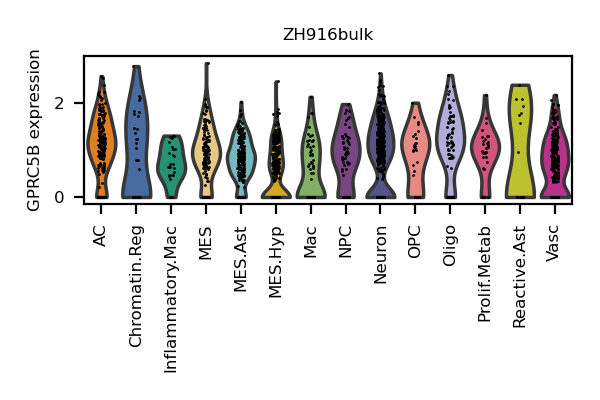 ZH916bulk
GPRC5B expression
2
0
AC
Chromatin.Reg
Inflammatory.Mac
MES
MES.Ast
MES.Hyp
Mac
NPC
Neuron
OPC
Oligo
Prolif.Metab
Reactive.Ast
Vasc